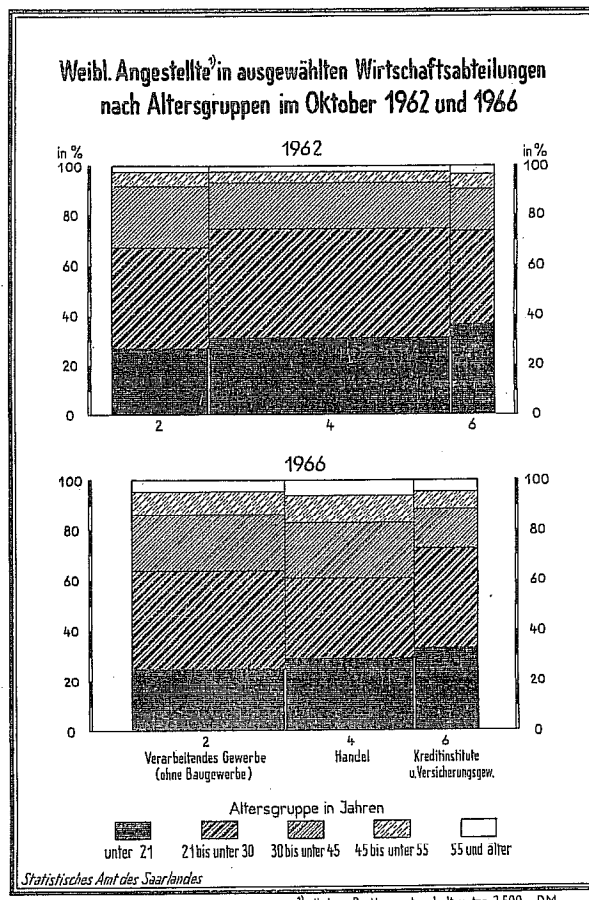 Weibl. Angestellte¹⁾ in ausgewählten Wirtschaftsabteilungen
nach Altersgruppen im Oktober 1962 und 1966
in %
1962
in %
100
80
60
40
20
0
100
80
60
40
20
0
2
4
6
1966
100
80
60
40
20
0
100
80
60
40
20
0
2
4
6
Verarbeitendes Gewerbe
(ohne Baugewerbe)
Handel
Kreditinstitute
u.Versicherungsgew.
Altersgruppe in Jahren
unter 21
21 bis unter 30
30 bis unter 45
45 bis unter 55
55 und älter
Statistisches Amt des Saarlandes